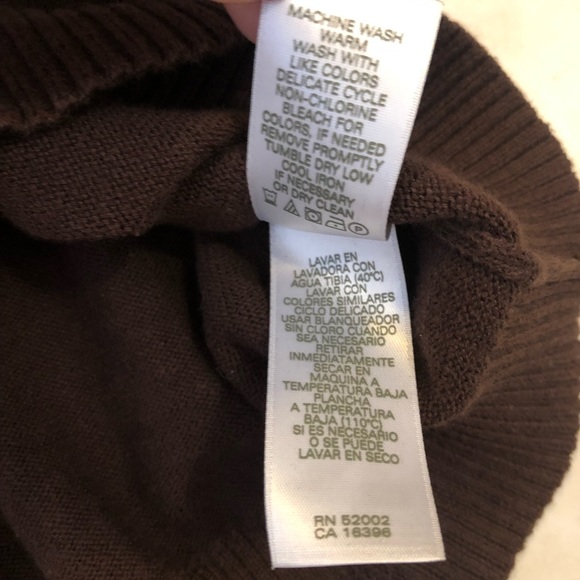 MACHINE WASH
WARM
WASH WITH
LIKE COLORS
DELICATE CYCLE
NON-CHLORINE
BLEACH FOR
COLORS, IF NEEDED
REMOVE PROMPTLY
TUMBLE DRY LOW
COOL IRON
IF NECESSARY
OR DRY CLEAN
P
LAVAR EN
LAVADORA CON
AGUA TIBIA (40°C)
LAVAR CON
COLORES SIMILARES
CICLO DELICADO
USAR BLANQUEADOR
SIN CLORO CUANDO
SEA NECESARIO
RETIRAR
INMEDIATAMENTE
SECAR EN
MAQUINA A
TEMPERATURA BAJA
PLANCHA
A TEMPERATURA
BAJA (110°C)
SI ES NECESARIO
O SE PUEDE
LAVAR EN SECO
RN 52002
CA 16396